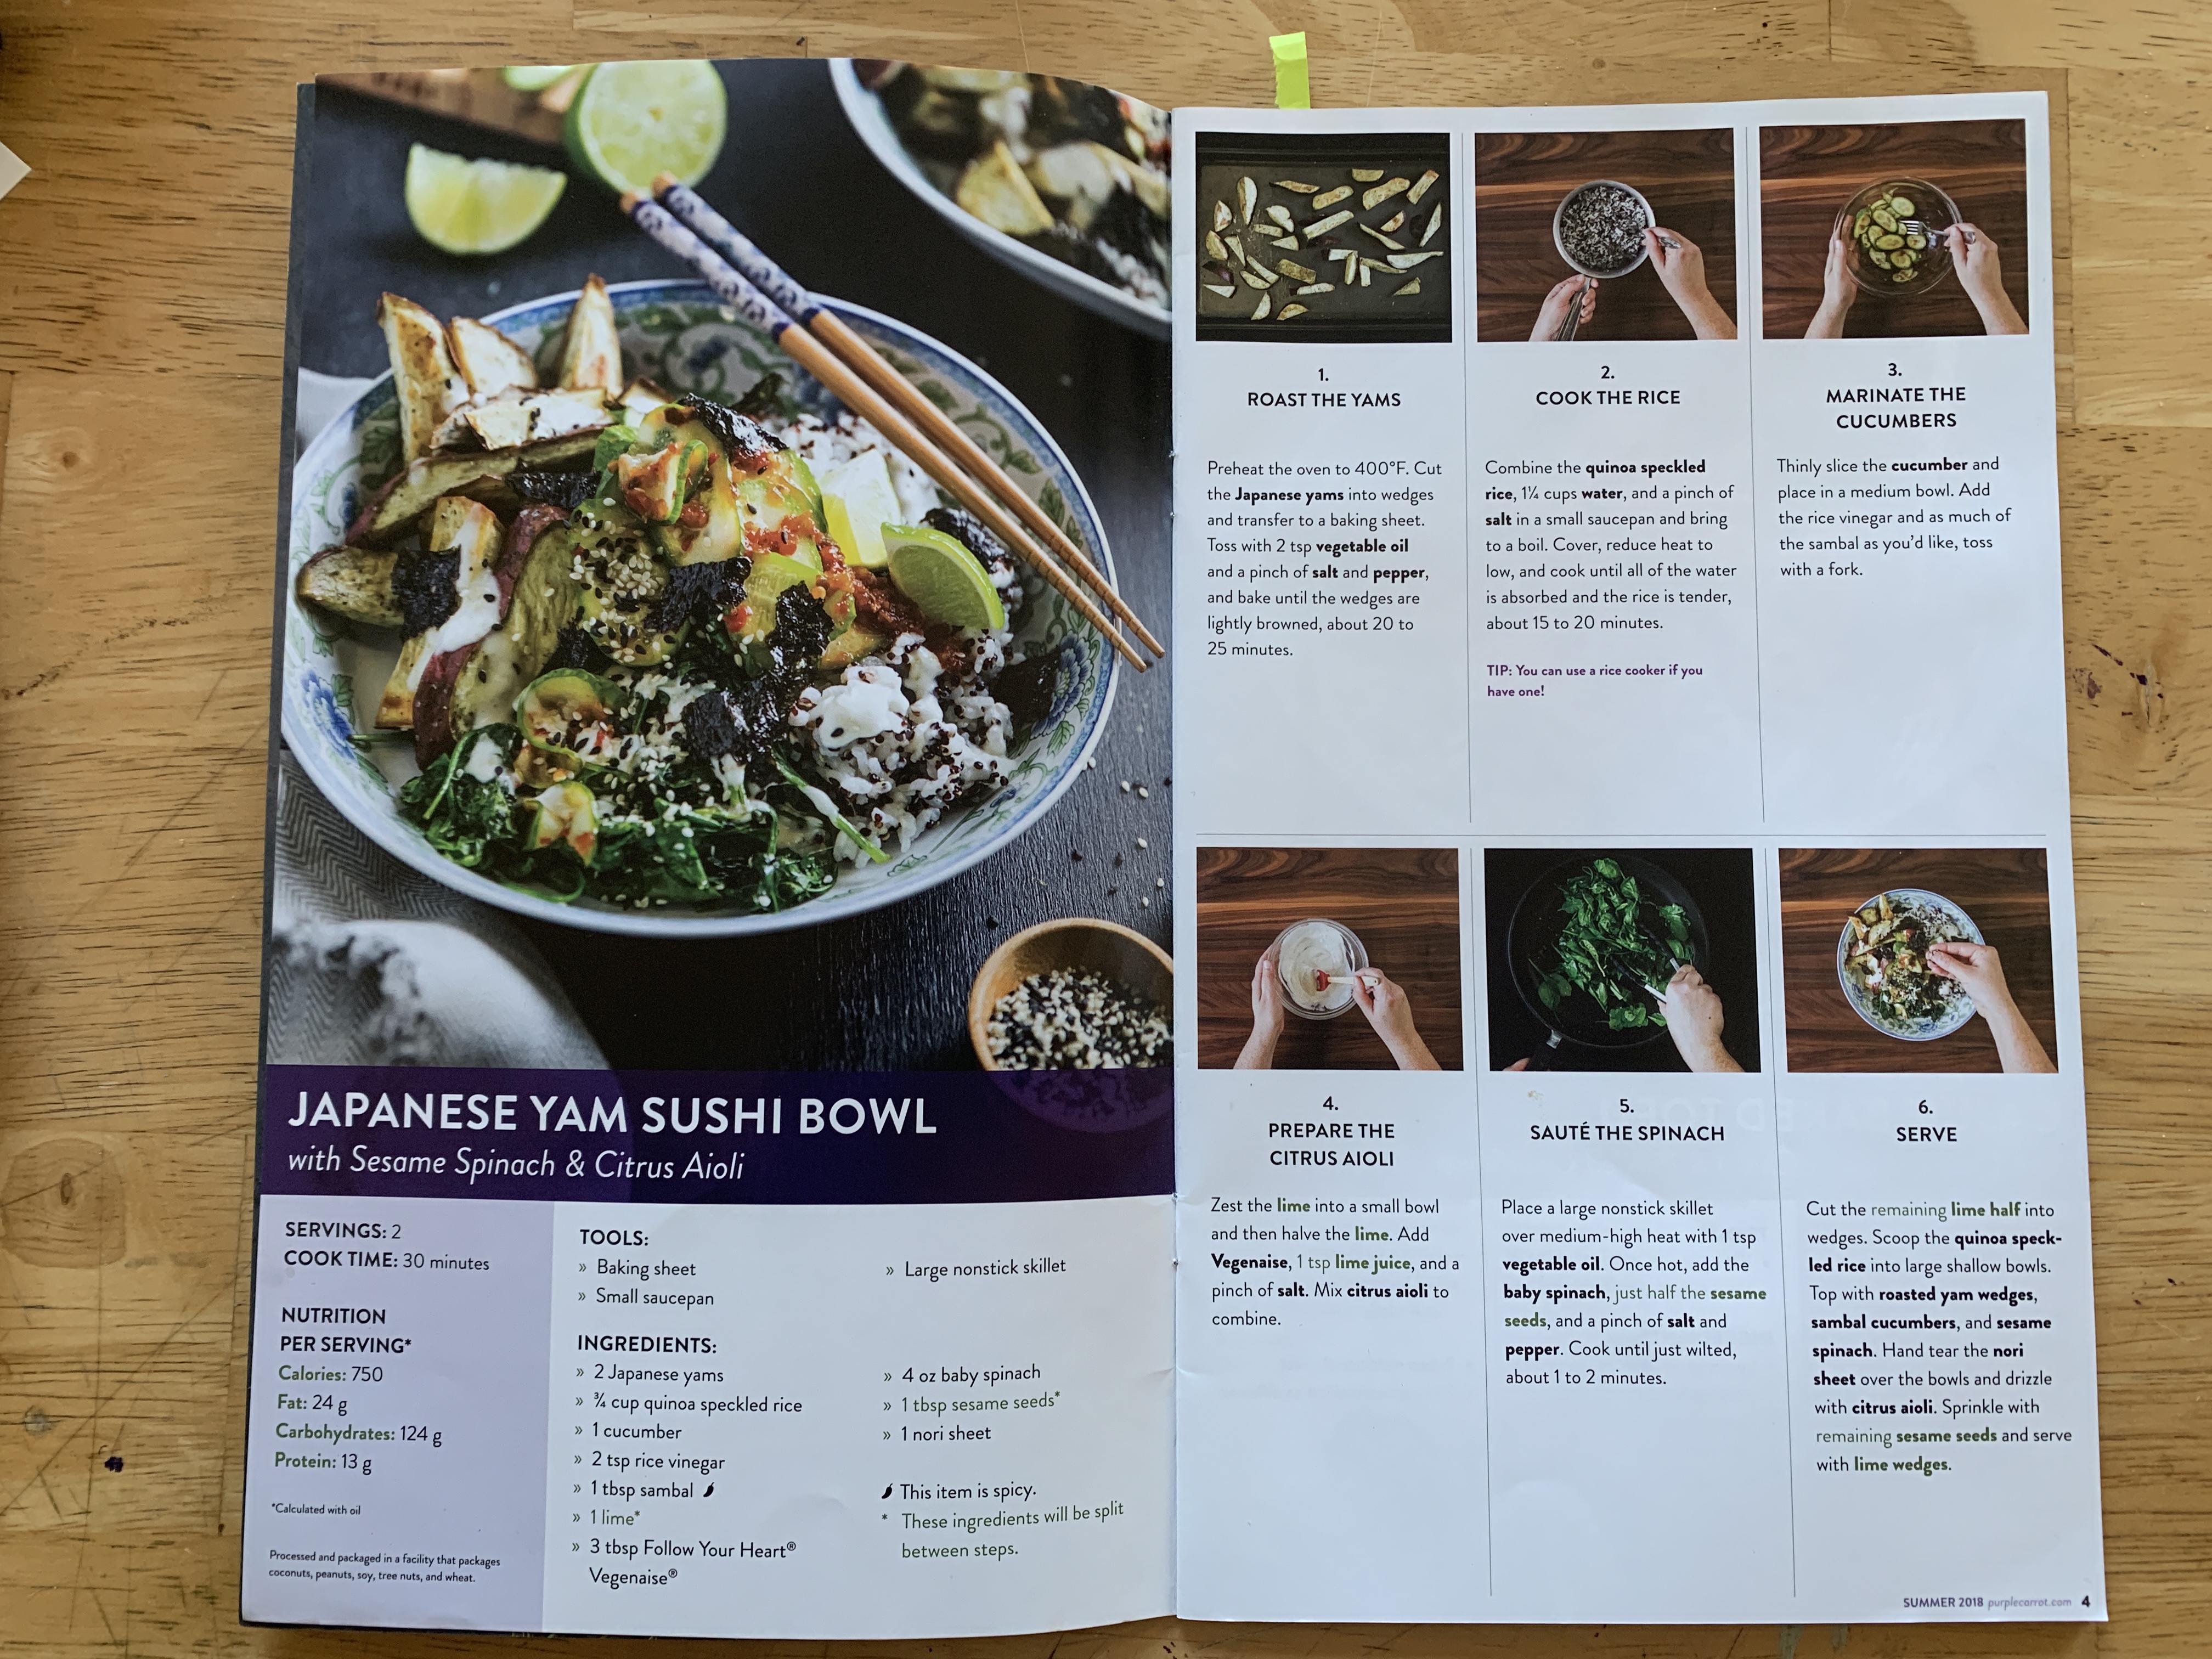 JAPANESE YAM SUSHI BOWL
with Sesame Spinach & Citrus Aioli
SERVINGS: 2
COOK TIME: 30 minutes
NUTRITION
PER SERVING*
Calories: 750
Fat: 24 g
Carbohydrates: 124 g
Protein: 13 g
*Calculated with oil
Processed and packaged in a facility that packages
coconuts, peanuts, soy, tree nuts, and wheat.
TOOLS:
» Baking sheet
» Small saucepan
» Large nonstick skillet
INGREDIENTS:
» 2 Japanese yams
» ¾ cup quinoa speckled rice
» 1 cucumber
» 2 tsp rice vinegar
» 1 tbsp sambal
» 1 lime*
» 3 tbsp Follow Your Heart®
Vegenaise®
» 4 oz baby spinach
» 1 tbsp sesame seeds*
» 1 nori sheet
This item is spicy.
* These ingredients will be split
between steps.
1.
ROAST THE YAMS
Preheat the oven to 400°F. Cut
the Japanese yams into wedges
and transfer to a baking sheet.
Toss with 2 tsp vegetable oil
and a pinch of salt and pepper,
and bake until the wedges are
lightly browned, about 20 to
25 minutes.
2.
COOK THE RICE
Combine the quinoa speckled
rice, 1¼ cups water, and a pinch of
salt in a small saucepan and bring
to a boil. Cover, reduce heat to
low, and cook until all of the water
is absorbed and the rice is tender,
about 15 to 20 minutes.
TIP: You can use a rice cooker if you
have one!
3.
MARINATE THE
CUCUMBERS
Thinly slice the cucumber and
place in a medium bowl. Add
the rice vinegar and as much of
the sambal as you'd like, toss
with a fork.
4.
PREPARE THE
CITRUS AIOLI
Zest the lime into a small bowl
and then halve the lime. Add
Vegenaise, 1 tsp lime juice, and a
pinch of salt. Mix citrus aioli to
combine.
5.
SAUTÉ THE SPINACH
Place a large nonstick skillet
over medium-high heat with 1 tsp
vegetable oil. Once hot, add the
baby spinach, just half the sesame
seeds, and a pinch of salt and
pepper. Cook until just wilted,
about 1 to 2 minutes.
6.
SERVE
Cut the remaining lime half into
wedges. Scoop the quinoa speck-
led rice into large shallow bowls.
Top with roasted yam wedges,
sambal cucumbers, and sesame
spinach. Hand tear the nori
sheet over the bowls and drizzle
with citrus aioli. Sprinkle with
remaining sesame seeds and serve
with lime wedges.
SUMMER 2018 purplecarrot.com 4